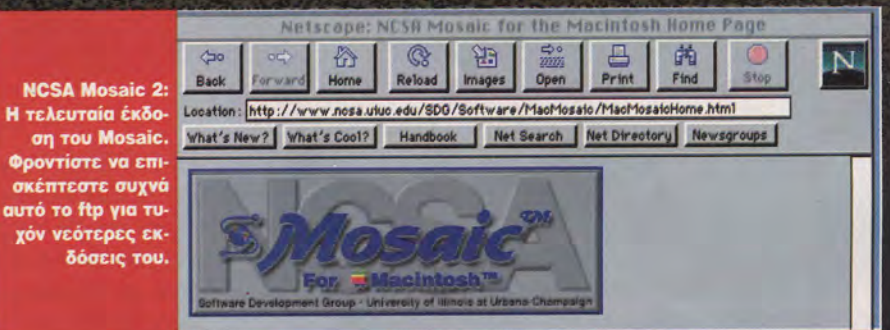 NCSA Mosaic 2:
Η τελευταία έκδο-
ση του Mosaic.
Φροντίστε να επι-
σκέπτεστε συχνά
αυτό το ftp για τυ-
χόν νεότερες εκ-
δόσεις του.
Netscape: NCSA Mosaic for the Macintosh Home Page
Back Forward Home Reload Images Open Print Find Stop
N
Location: http://www.ncsa.uiuc.edu/SDG/Software/MacMosaic/MacMosaicHome.html
What's New? What's Cool? Handbook Net Search Net Directory Newsgroups
NCSA
Mosaic™
For Macintosh™
Software Development Group - University of Illinois at Urbana-Champaign